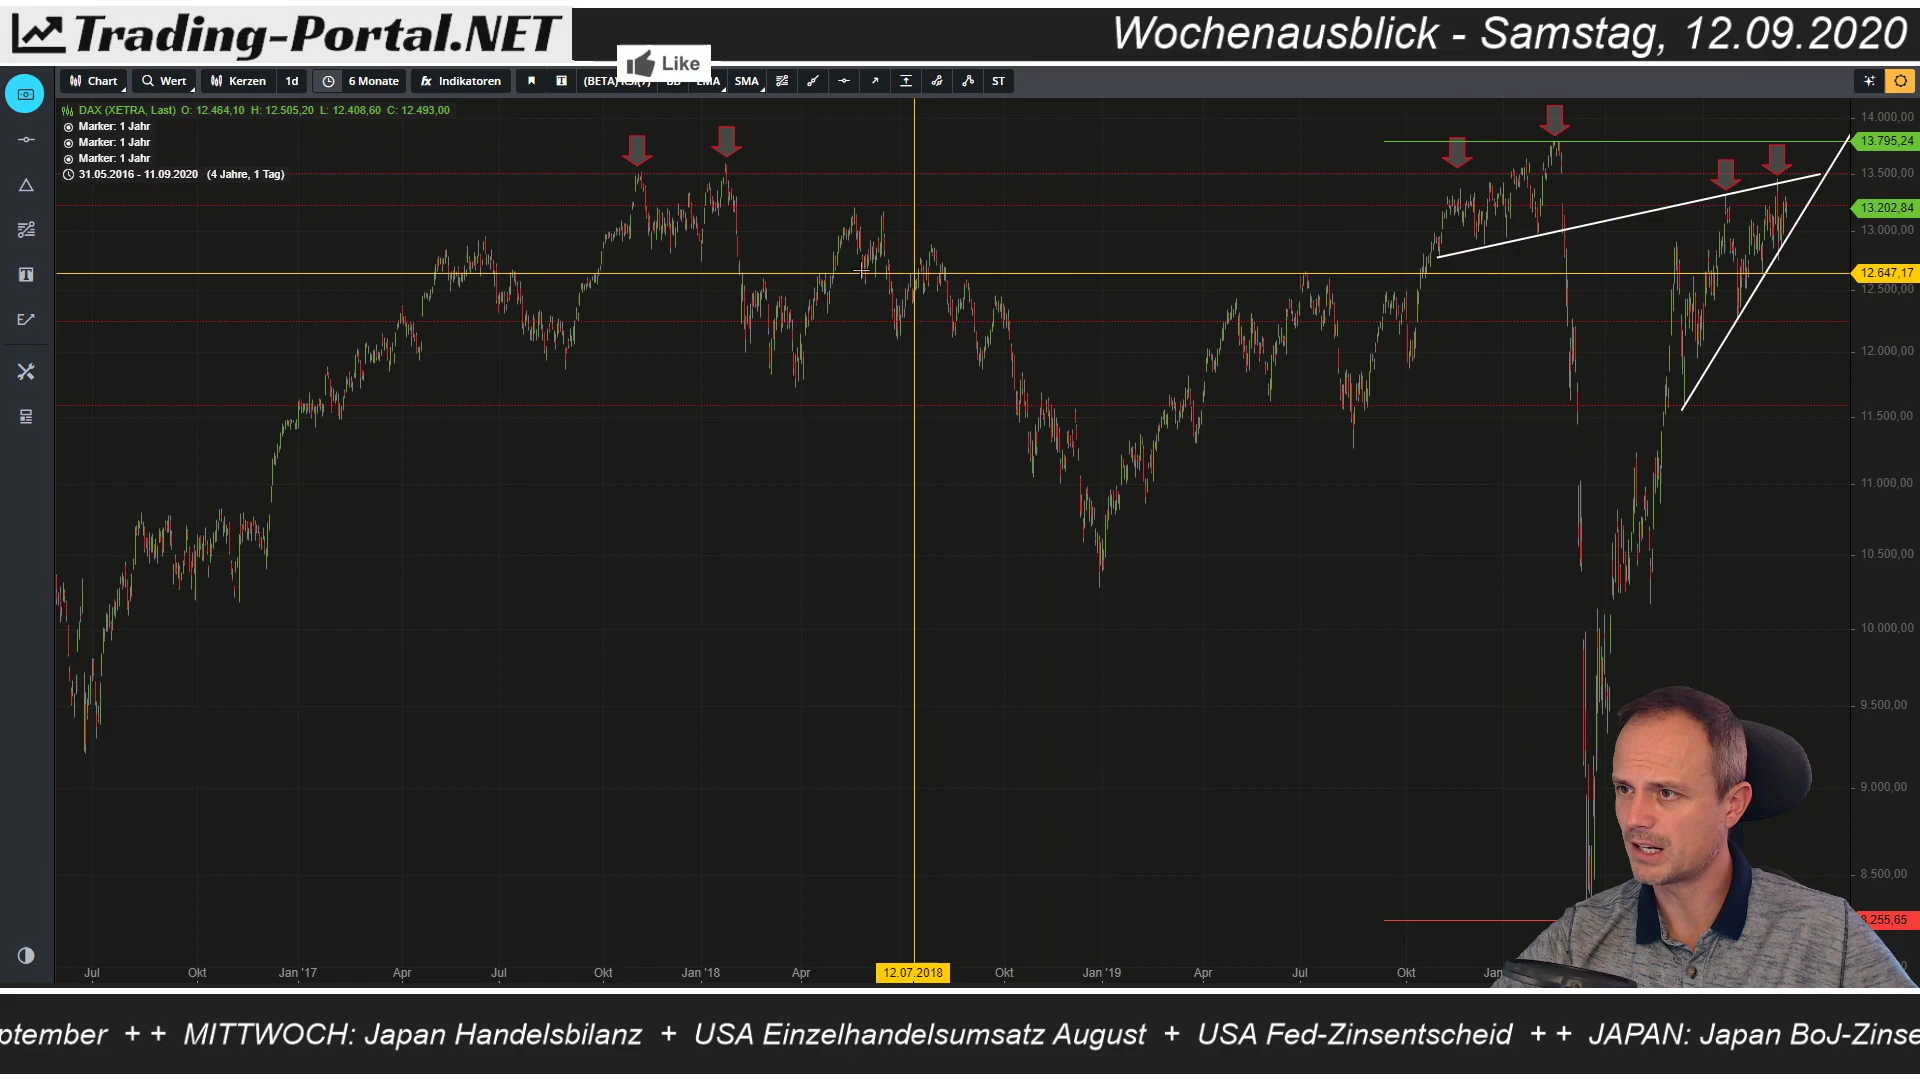 Trading-Portal.NET
Wochenausblick - Samstag, 12.09.2020
Like
Chart
Wert
Kerzen
1d
6 Monate
fx Indikatoren
SMA
ST
DAX (XETRA, Last) O: 12.464,10 H: 12.505,20 L: 12.408,60 C: 12.493,00
Marker: 1 Jahr
Marker: 1 Jahr
Marker: 1 Jahr
31.05.2016 - 11.09.2020 (4 Jahre, 1 Tag)
14.000,00
13.795,24
13.500,00
13.202,84
13.000,00
12.647,17
12.500,00
12.000,00
11.500,00
11.000,00
10.500,00
10.000,00
9.500,00
9.000,00
8.500,00
8.255,65
Jul
Okt
Jan '17
Apr
Jul
Okt
Jan '18
Apr
12.07.2018
Okt
Jan '19
Apr
Jul
Okt
ptember + + MITTWOCH: Japan Handelsbilanz + USA Einzelhandelsumsatz August + USA Fed-Zinsentscheid + + JAPAN: Japan BoJ-Zinse